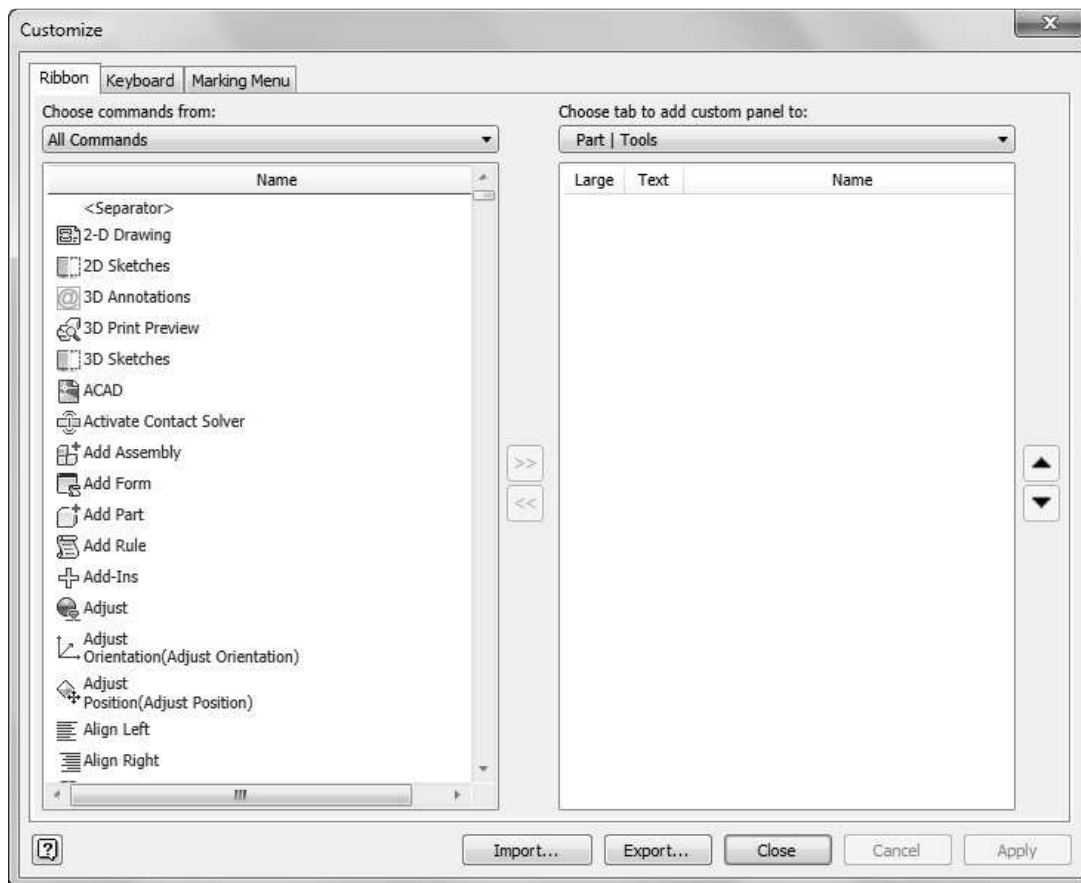 Customize
Ribbon Keyboard Marking Menu
Choose commands from:
All Commands
Name
<Separator>
2-D Drawing
2D Sketches
3D Annotations
3D Print Preview
3D Sketches
ACAD
Activate Contact Solver
Add Assembly
Add Form
Add Part
Add Rule
Add-Ins
Adjust
Adjust
Orientation(Adjust Orientation)
Adjust
Position(Adjust Position)
Align Left
Align Right
>>
<<
Choose tab to add custom panel to:
Part | Tools
Large Text Name
Import... Export... Close Cancel Apply